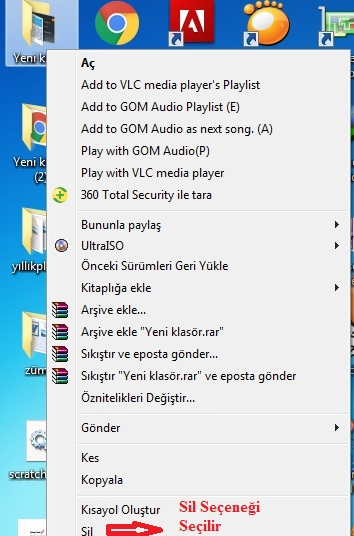 Yeni k
Yeni k
(2)
yıllıkpl
züm
scratch
Aç
Add to VLC media player's Playlist
Add to GOM Audio Playlist (E)
Add to GOM Audio as next song. (A)
Play with GOM Audio(P)
Play with VLC media player
360 Total Security ile tara
Bununla paylaş
UltraISO
Önceki Sürümleri Geri Yükle
Kitaplığa ekle
Arşive ekle...
Arşive ekle "Yeni klasör.rar"
Sıkıştır ve eposta gönder...
Sıkıştır "Yeni klasör.rar" ve eposta gönder
Öznitelikleri Değiştir...
Gönder
Kes
Kopyala
Kısayol Oluştur
Sil
Sil Seçeneği
Seçilir